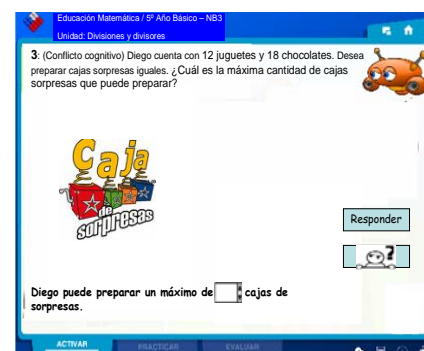 Educación Matemática / 5º Año Básico – NB3
Unidad: Divisiones y divisores
3: (Conflicto cognitivo) Diego cuenta con 12 juguetes y 18 chocolates. Desea
preparar cajas sorpresas iguales. ¿Cuál es la máxima cantidad de cajas
sorpresas que puede preparar?
Caja
de
sorpresas
Responder
?
Diego puede preparar un máximo de cajas de
sorpresas.
ACTIVAR PRACTICAR EVALUAR